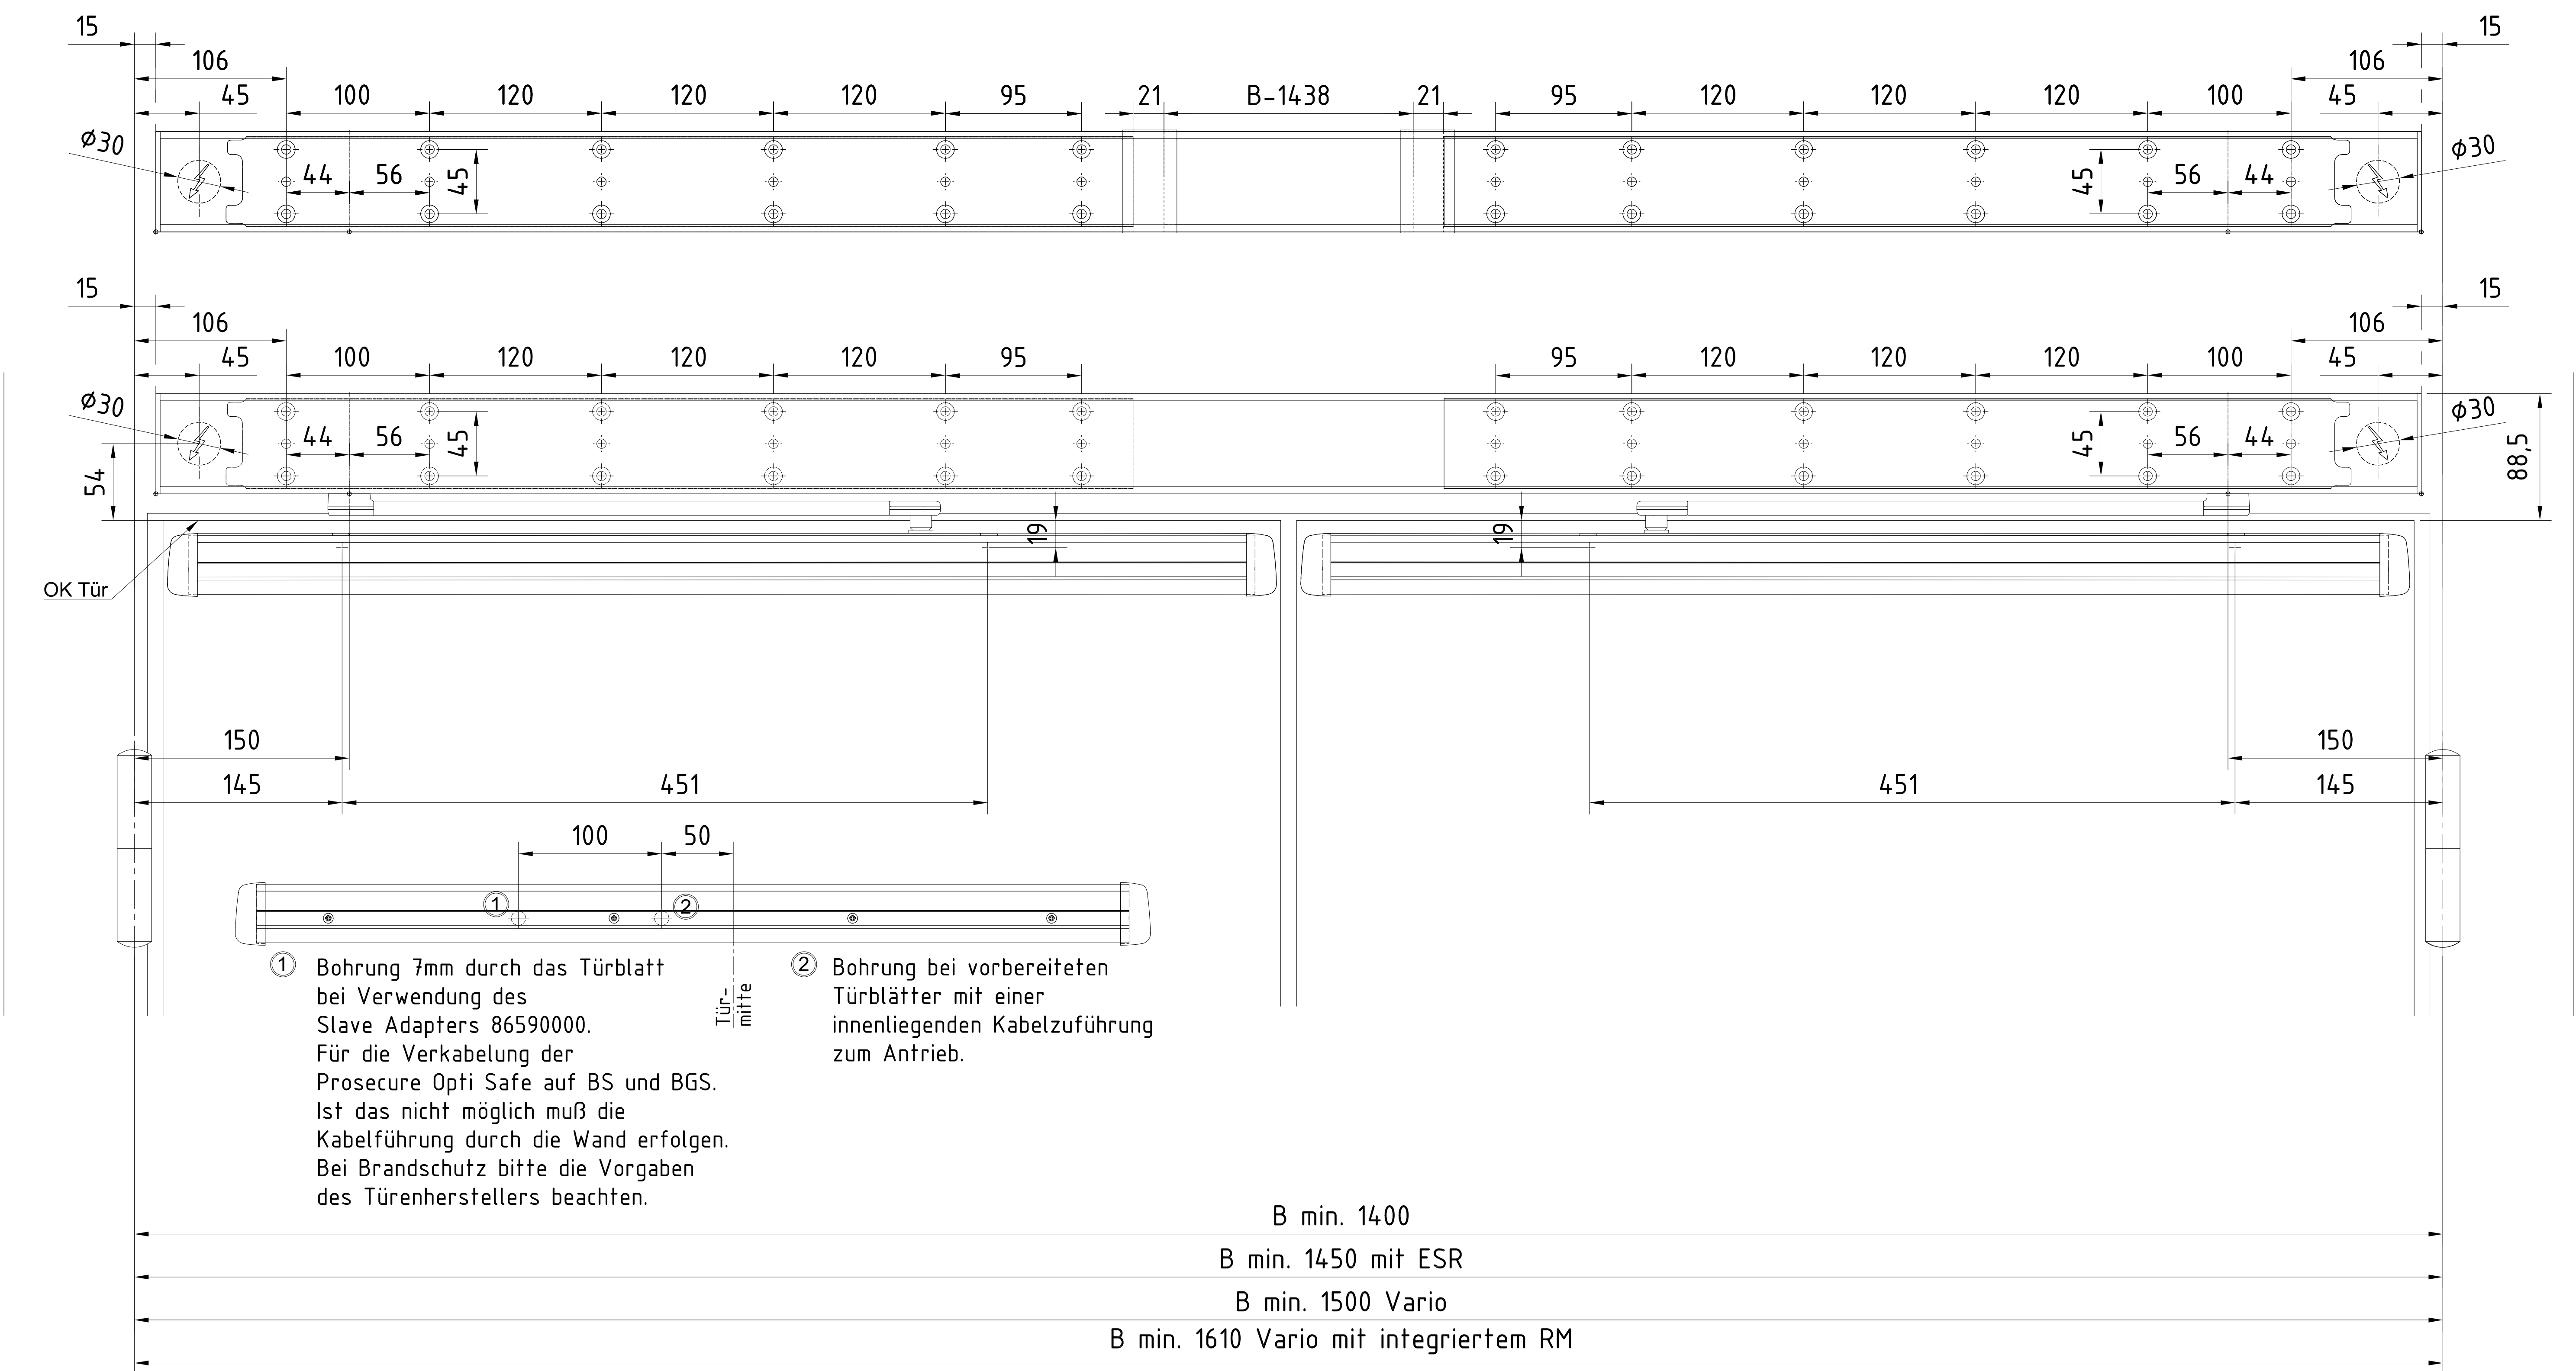 15
15
106
106
45
100
120
120
120
95
21
B-1438
21
95
120
120
120
100
45
ø30
44
56
45
45
56
44
ø30
15
15
106
106
45
100
120
120
120
95
95
120
120
120
100
45
ø30
44
56
45
45
56
44
ø30
54
88,5
19
19
OK Tür
150
150
145
451
451
145
100
50
1
2
1 Bohrung 7mm durch das Türblatt
bei Verwendung des
Slave Adapters 86590000.
Für die Verkabelung der
Prosecure Opti Safe auf BS und BGS.
Ist das nicht möglich muß die
Kabelführung durch die Wand erfolgen.
Bei Brandschutz bitte die Vorgaben
des Türenherstellers beachten.
Tür-
mitte
2 Bohrung bei vorbereiteten
Türblätter mit einer
innenliegenden Kabelzuführung
zum Antrieb.
B min. 1400
B min. 1450 mit ESR
B min. 1500 Vario
B min. 1610 Vario mit integriertem RM